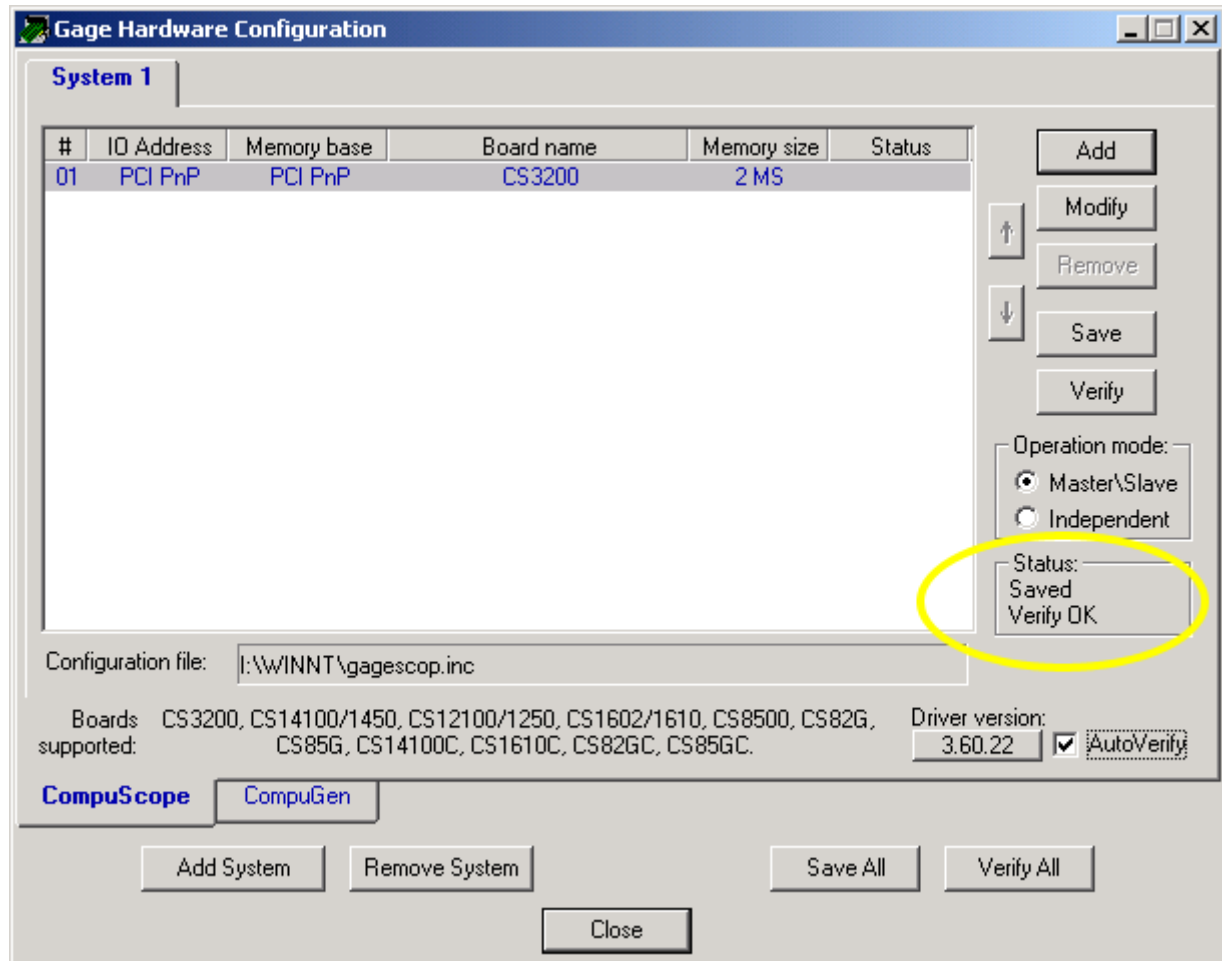 Gage Hardware Configuration
System 1
# IO Address Memory base Board name Memory size Status
01 PCI PnP PCI PnP CS3200 2 MS
Add
Modify
Remove
Save
Verify
Operation mode:
Master\Slave
Independent
Status:
Saved
Verify OK
Configuration file: I:\WINNT\gagescop.inc
Boards supported: CS3200, CS14100/1450, CS12100/1250, CS1602/1610, CS8500, CS82G,
CS85G, CS14100C, CS1610C, CS82GC, CS85GC.
Driver version:
3.60.22 AutoVerify
CompuScope CompuGen
Add System Remove System Save All Verify All
Close